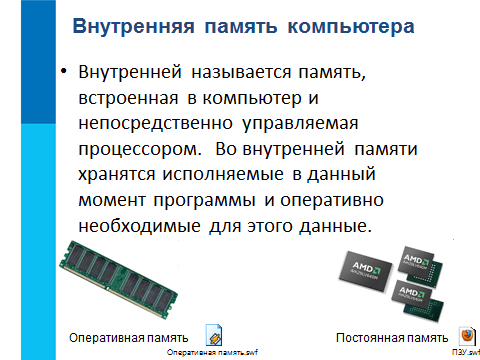 Внутренняя память компьютера
• Внутренней называется память,
встроенная в компьютер и
непосредственно управляемая
процессором. Во внутренней памяти
хранятся исполняемые в данный
момент программы и оперативно
необходимые для этого данные.
AMD
AMD
AMD
Оперативная память
Оперативная память.swf
Постоянная память
ПЗУ.swf